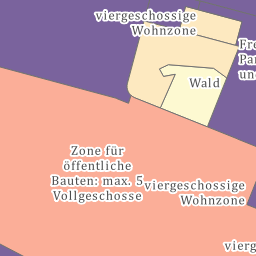 viergeschossige
Wohnzone
Wald
Zone für
öffentliche
Bauten: max. 5
Vollgeschosse
viergeschossige
Wohnzone